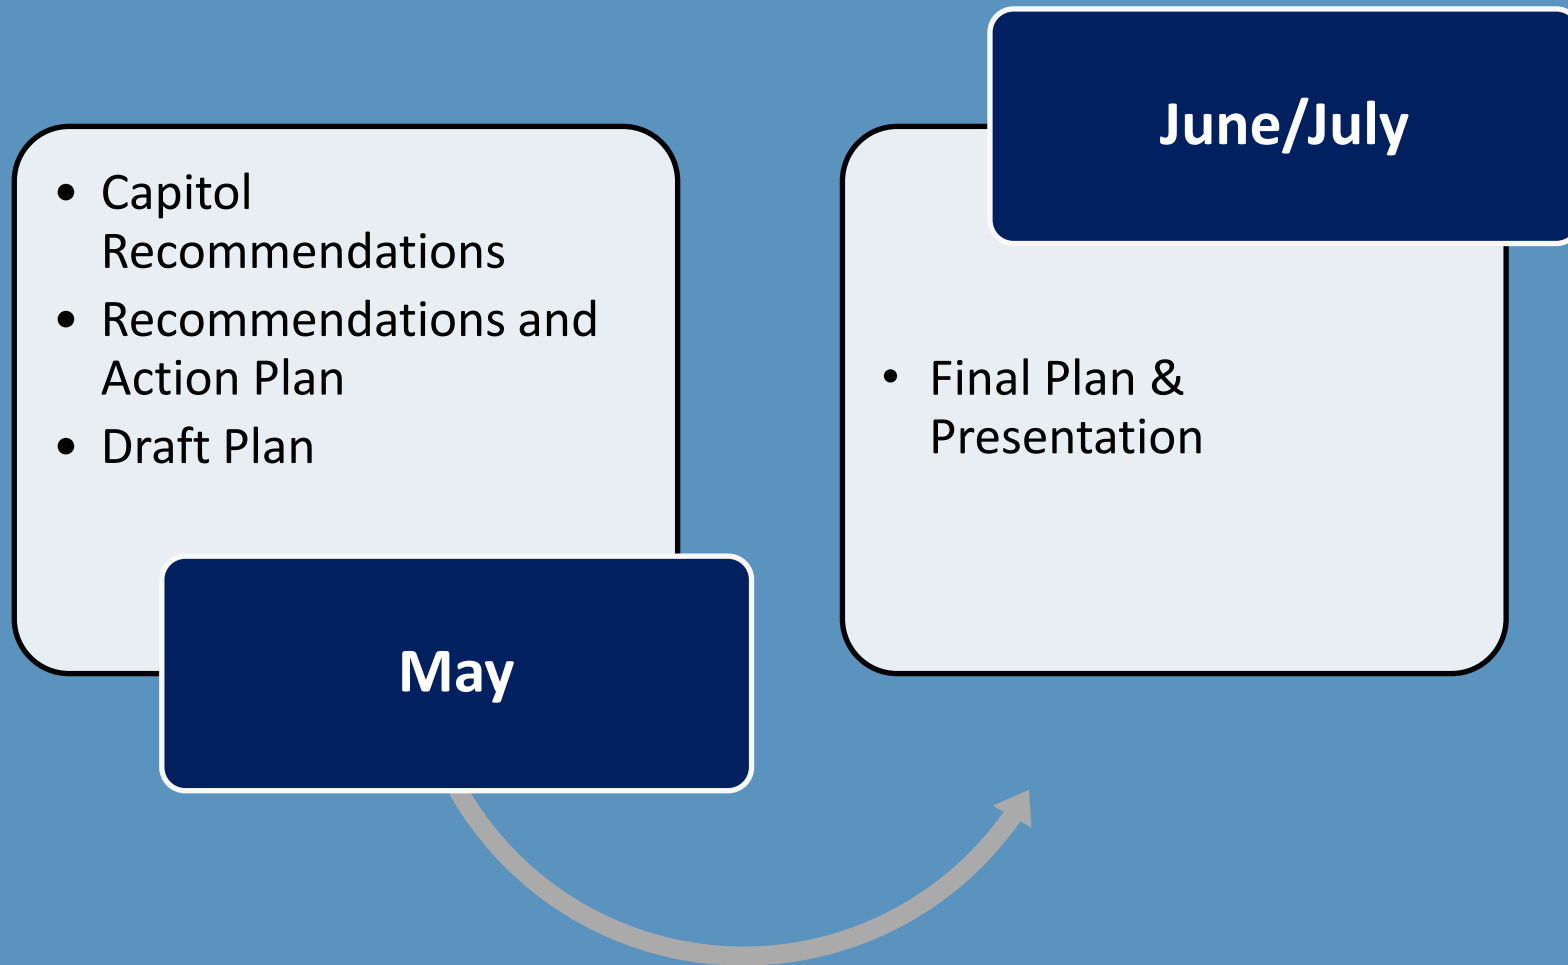 • Capitol
Recommendations
• Recommendations and
Action Plan
• Draft Plan
May
June/July
• Final Plan &
Presentation